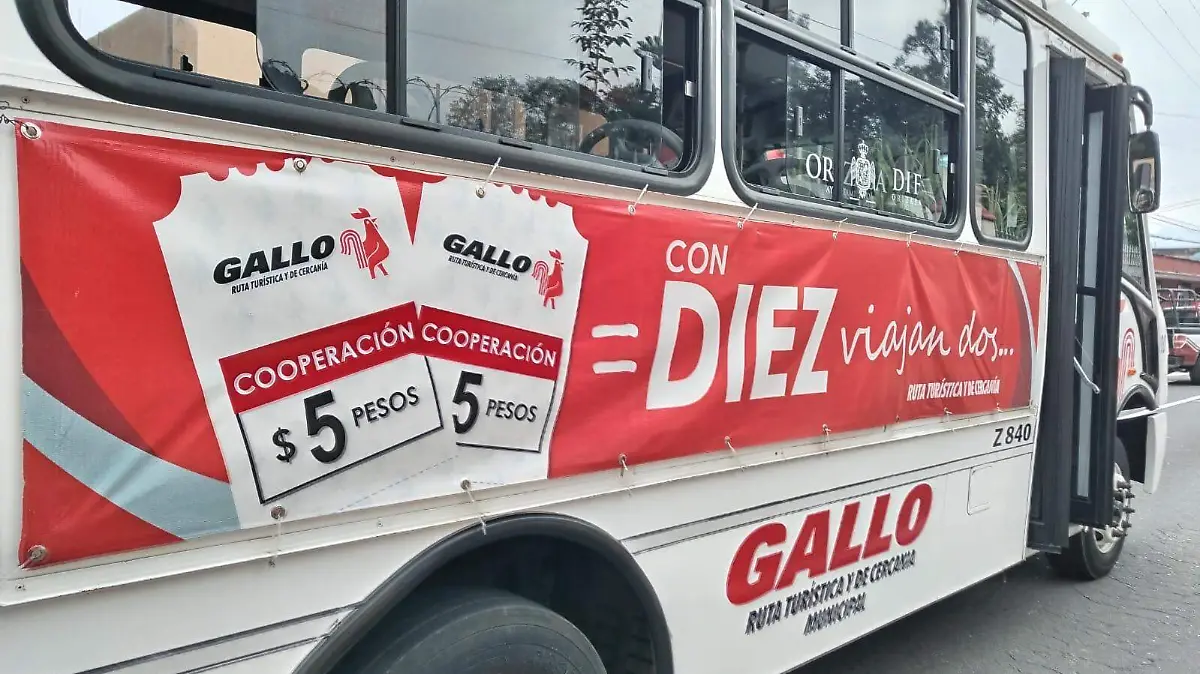 GALLO
RUTA TURÍSTICA Y DE CERCANÍA
COOPERACIÓN
$5 PESOS
GALLO
RUTA TURÍSTICA Y DE CERCANÍA
COOPERACIÓN
5 PESOS
=
CON
DIEZ viajan dos...
RUTA TURÍSTICA Y DE CERCANÍA
DIF
Z 840
GALLO
RUTA TURÍSTICA Y DE CERCANÍA
MUNICIPAL